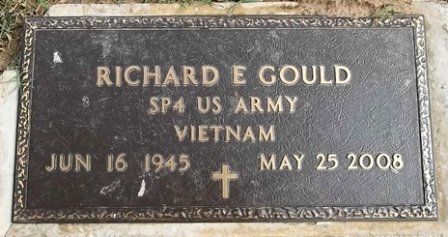 RICHARD E GOULD
SP4 US ARMY
VIETNAM
JUN 16 1945 MAY 25 2008